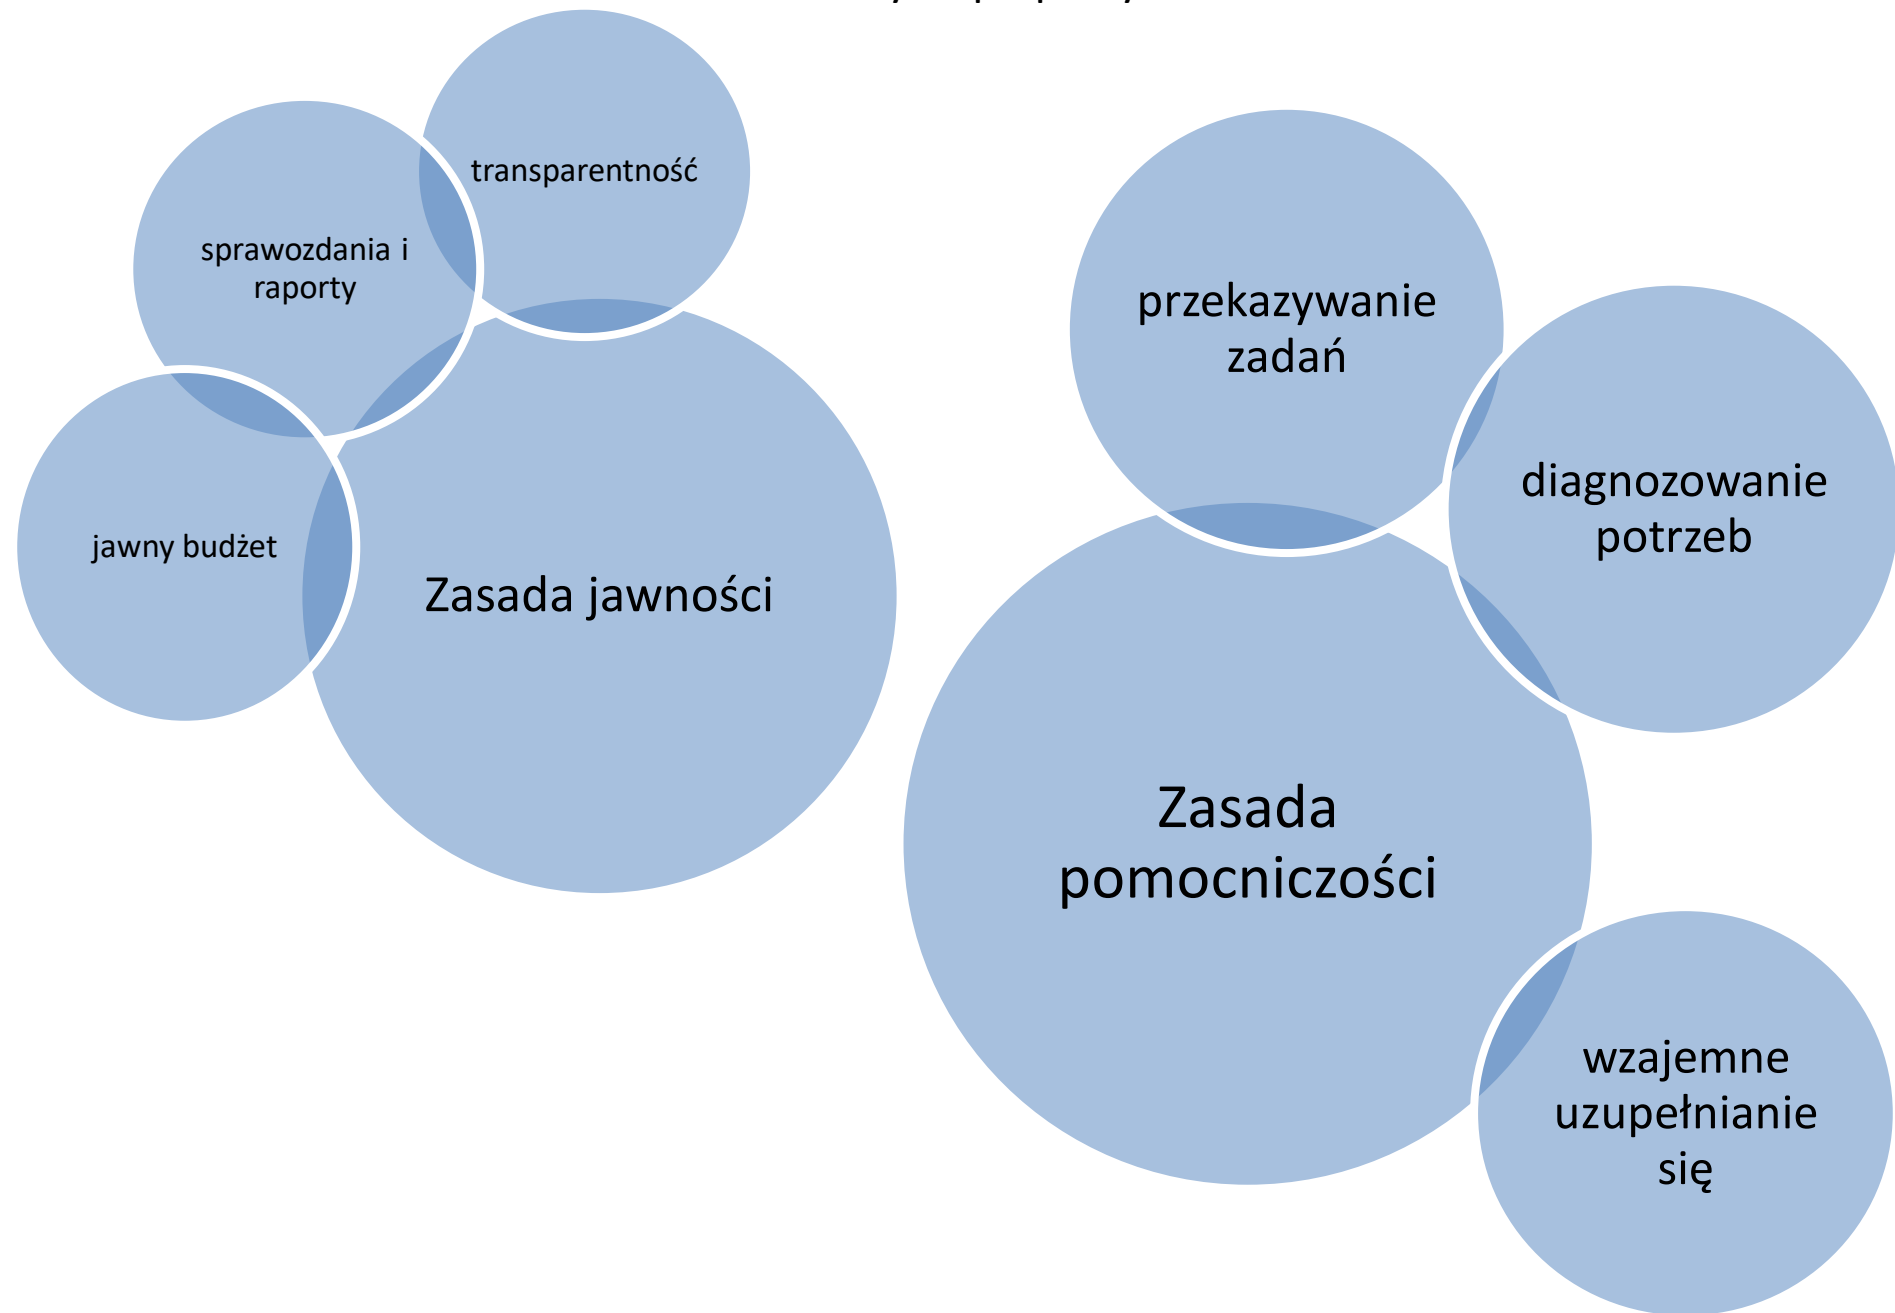 transparentność
sprawozdania i
raporty
jawny budżet
Zasada jawności
przekazywanie
zadań
diagnozowanie
potrzeb
Zasada
pomocniczości
wzajemne
uzupełnianie
się